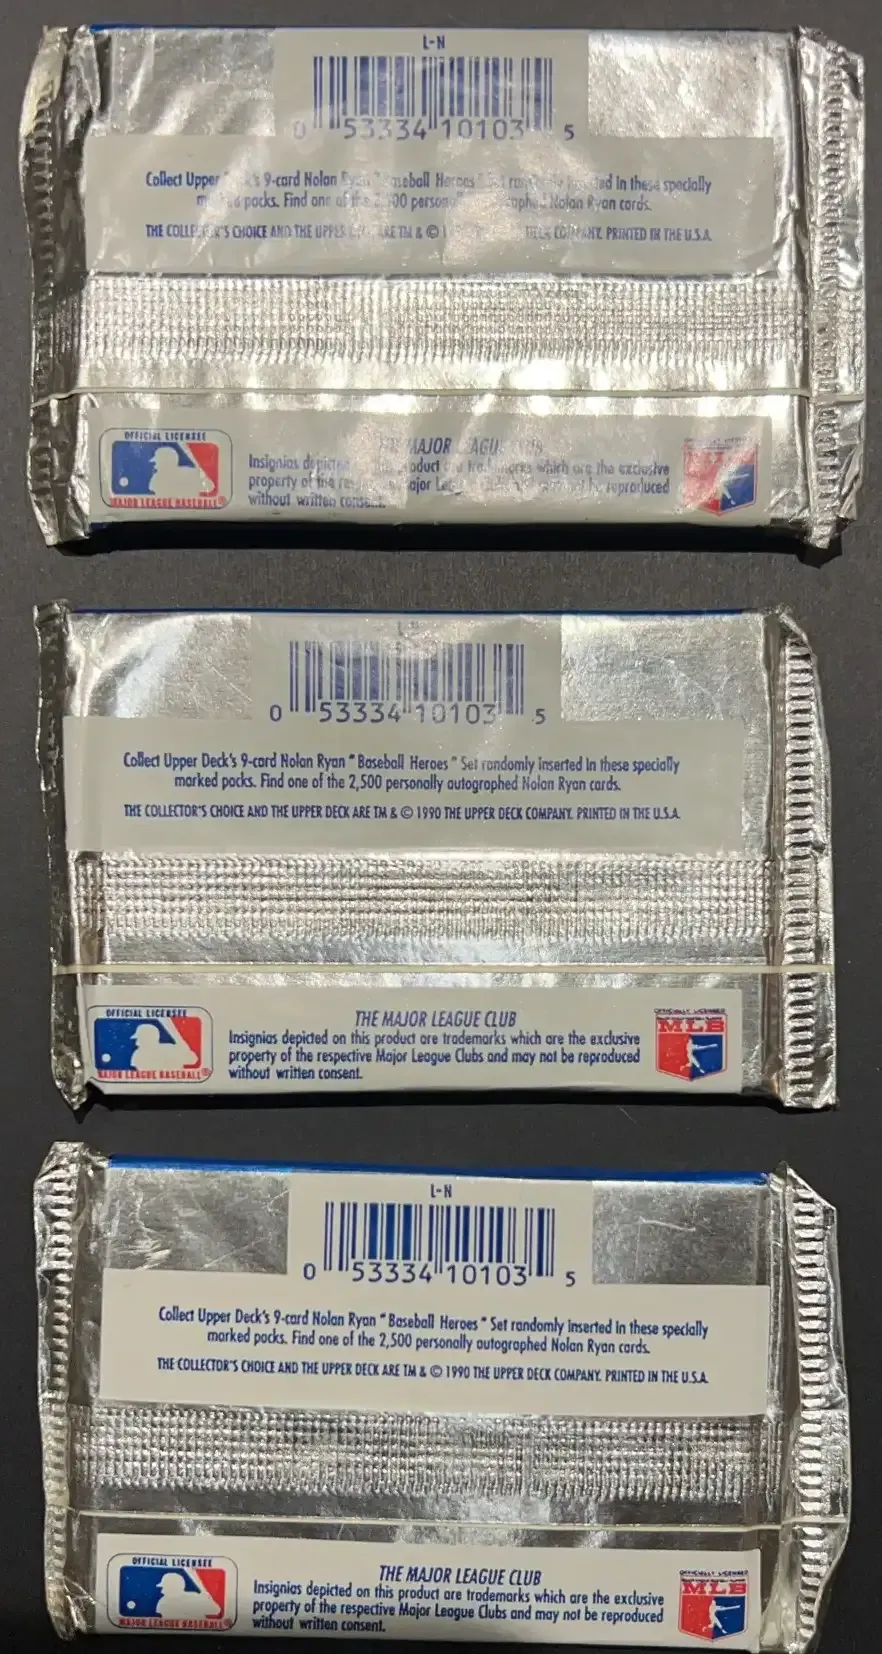 L-N
0 53334 10103 5
Collect Upper 9-card Nolan Ryan "Baseball Heroes" Set in these specially
marked packs. Find one of the 2,500 Nolan Ryan cards.
THE COLLECTOR'S CHOICE AND THE UPPER ARE TM & © DECK COMPANY. PRINTED IN THE U.S.A.
OFFICIAL LICENSEE
MAJOR LEAGUE BASEBALL®
THE MAJOR LEAGUE CLUB
Insignias depicted product are trademarks which are the exclusive
property of the Major be reproduced
without written consent.
0 53334 10103 5
Collect Upper Deck's 9-card Nolan Ryan "Baseball Heroes" Set randomly inserted in these specially
marked packs. Find one of the 2,500 personally autographed Nolan Ryan cards.
THE COLLECTOR'S CHOICE AND THE UPPER DECK ARE TM & © 1990 THE UPPER DECK COMPANY. PRINTED IN THE U.S.A.
OFFICIAL LICENSEE
MAJOR LEAGUE BASEBALL®
THE MAJOR LEAGUE CLUB
Insignias depicted on this product are trademarks which are the exclusive
property of the respective Major League Clubs and may not be reproduced
without written consent.
OFFICIALLY LICENSED
MLB
L-N
0 53334 10103 5
Collect Upper Deck's 9-card Nolan Ryan "Baseball Heroes" Set randomly inserted in these specially
marked packs. Find one of the 2,500 personally autographed Nolan Ryan cards.
THE COLLECTOR'S CHOICE AND THE UPPER DECK ARE TM & © 1990 THE UPPER DECK COMPANY. PRINTED IN THE U.S.A.
OFFICIAL LICENSEE
MAJOR LEAGUE BASEBALL®
THE MAJOR LEAGUE CLUB
Insignias depicted on this product are trademarks which are the exclusive
property of the respective Major League Clubs and may not be reproduced
without written consent.
OFFICIALLY LICENSED
MLB